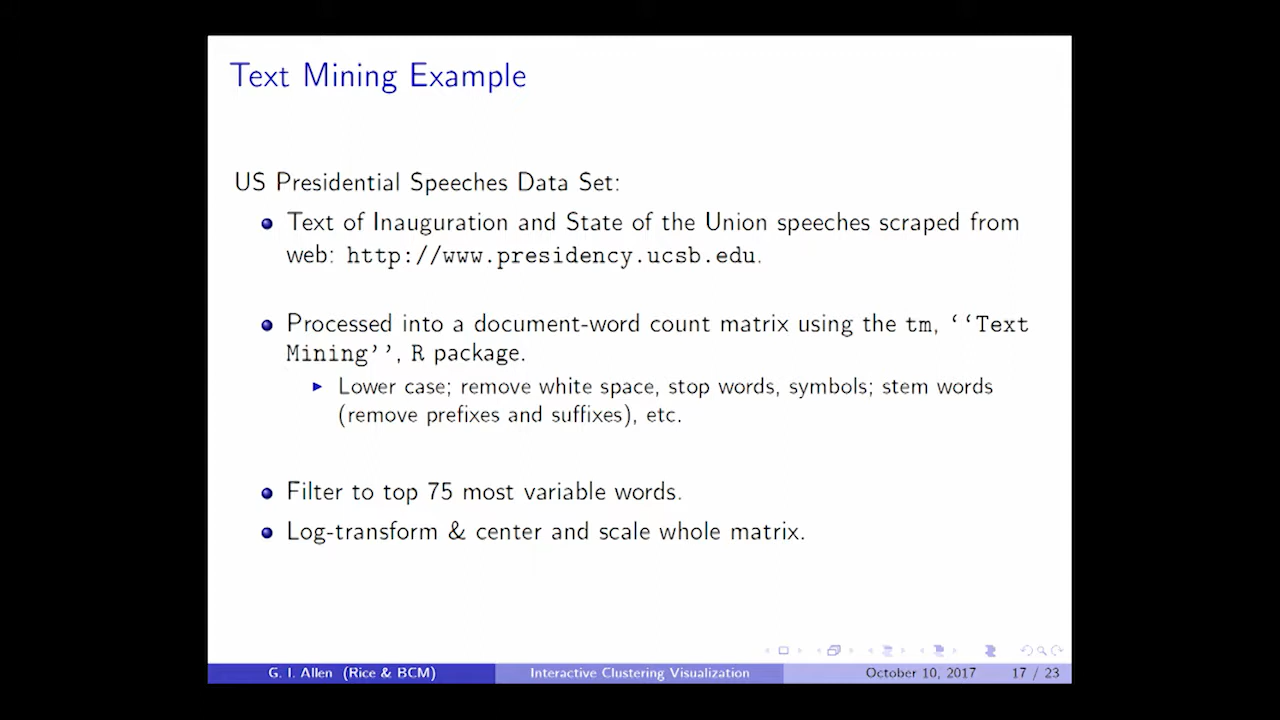 Text Mining Example
US Presidential Speeches Data Set:
Text of Inauguration and State of the Union speeches scraped from
web: http://www.presidency.ucsb.edu.
Processed into a document-word count matrix using the tm, ‘‘Text
Mining’’, R package.
Lower case; remove white space, stop words, symbols; stem words
(remove prefixes and suffixes), etc.
Filter to top 75 most variable words.
Log-transform & center and scale whole matrix.
G. I. Allen (Rice & BCM) Interactive Clustering Visualization October 10, 2017 17 / 23